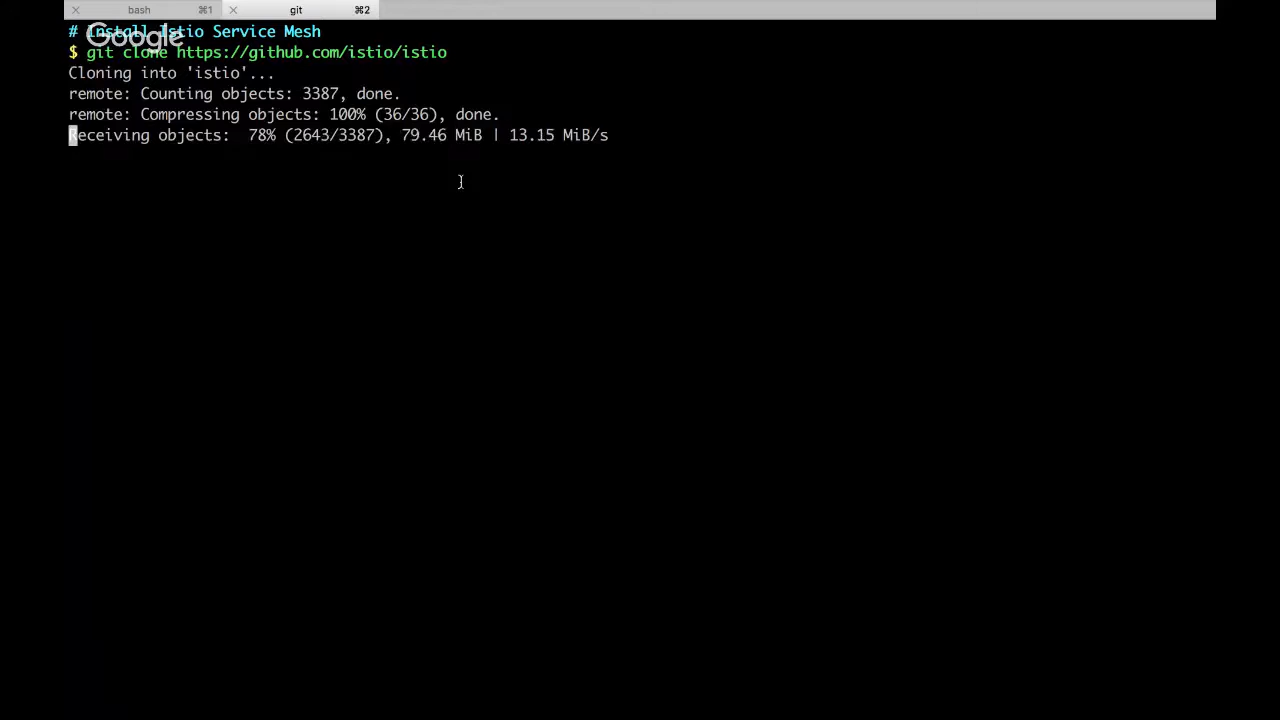 bash ⌘1 git ⌘2
# Install Istio Service Mesh
Google
$ git clone https://github.com/istio/istio
Cloning into 'istio'...
remote: Counting objects: 3387, done.
remote: Compressing objects: 100% (36/36), done.
Receiving objects: 78% (2643/3387), 79.46 MiB | 13.15 MiB/s